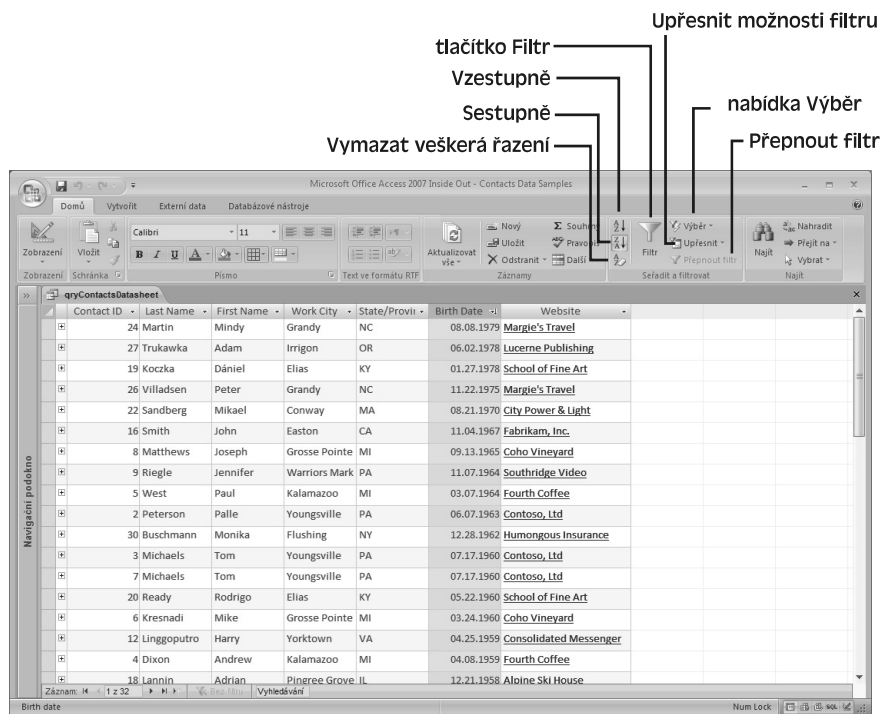 Upřesnit možnosti filtru
tlačítko Filtr
Vzestupně
nabídka Výběr
Sestupně
Přepnout filtr
Vymazat veškerá řazení
Microsoft Office Access 2007 Inside Out - Contacts Data Samples
Domů Vytvořit Externí data Databázové nástroje
Calibri 11
Nový Souhrny Výběr Nahradit
Uložit Pravopis Upřesnit Přejít na
Zobrazení Vložit B I U A Aktualizovat vše Odstranit Další Filtr Přepnout filtr Najít Vybrat
Zobrazení Schránka Písmo Text ve formátu RTF Záznamy Seřadit a filtrovat Najít
qryContactsDatasheet
Contact ID Last Name First Name Work City State/Provin Birth Date Website
24 Martin Mindy Grandy NC 08.08.1979 Margie's Travel
27 Trukawka Adam Irrigon OR 06.02.1978 Lucerne Publishing
19 Koczka Dániel Elias KY 01.27.1978 School of Fine Art
26 Villadsen Peter Grandy NC 11.22.1975 Margie's Travel
22 Sandberg Mikael Conway MA 08.21.1970 City Power & Light
16 Smith John Easton CA 11.04.1967 Fabrikam, Inc.
8 Matthews Joseph Grosse Pointe MI 09.13.1965 Coho Vineyard
9 Riegle Jennifer Warriors Mark PA 11.07.1964 Southridge Video
5 West Paul Kalamazoo MI 03.07.1964 Fourth Coffee
2 Peterson Palle Youngsville PA 06.07.1963 Contoso, Ltd
30 Buschmann Monika Flushing NY 12.28.1962 Humongous Insurance
3 Michaels Tom Youngsville PA 07.17.1960 Contoso, Ltd
7 Michaels Tom Youngsville PA 07.17.1960 Contoso, Ltd
20 Ready Rodrigo Elias KY 05.22.1960 School of Fine Art
6 Kresnadi Mike Grosse Pointe MI 03.24.1960 Coho Vineyard
12 Linggoputro Harry Yorktown VA 04.25.1959 Consolidated Messenger
4 Dixon Andrew Kalamazoo MI 04.08.1959 Fourth Coffee
18 Lannin Adrian Pingree Grove IL 12.21.1958 Alpine Ski House
Navigační podokno
Záznam: 1 z 32 Bez filtru Vyhledávání
Birth date Num Lock SQL